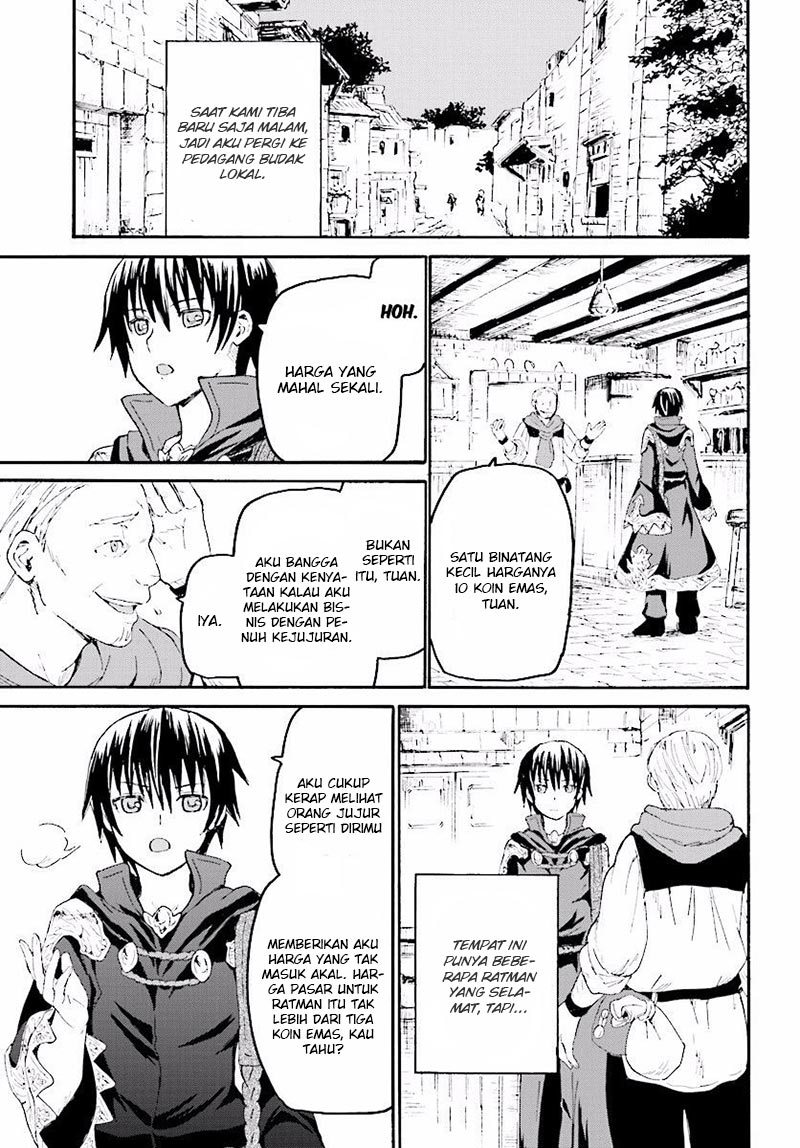 SAAT KAMI TIBA
BARU SAJA MALAM,
JADI AKU PERGI KE
PEDAGANG BUDAK
LOKAL.
SATU BINATANG
KECIL HARGANYA
10 KOIN EMAS,
TUAN.
HOH.
HARGA YANG
MAHAL SEKALI.
BUKAN
SEPERTI
ITU, TUAN.
AKU BANGGA
DENGAN KENYA-
TAAN KALAU AKU
MELAKUKAN BIS-
NIS DENGAN PE-
NUH KEJUJURAN.
IYA.
TEMPAT INI
PUNYA BEBE-
RAPA RATMAN
YANG SELA-
MAT, TAPI...
AKU CUKUP
KERAP MELIHAT
ORANG JUJUR
SEPERTI DIRIMU
MEMBERIKAN AKU
HARGA YANG TAK
MASUK AKAL. HAR-
GA PASAR UNTUK
RATMAN ITU TAK
LEBIH DARI TIGA
KOIN EMAS, KAU
TAHU?